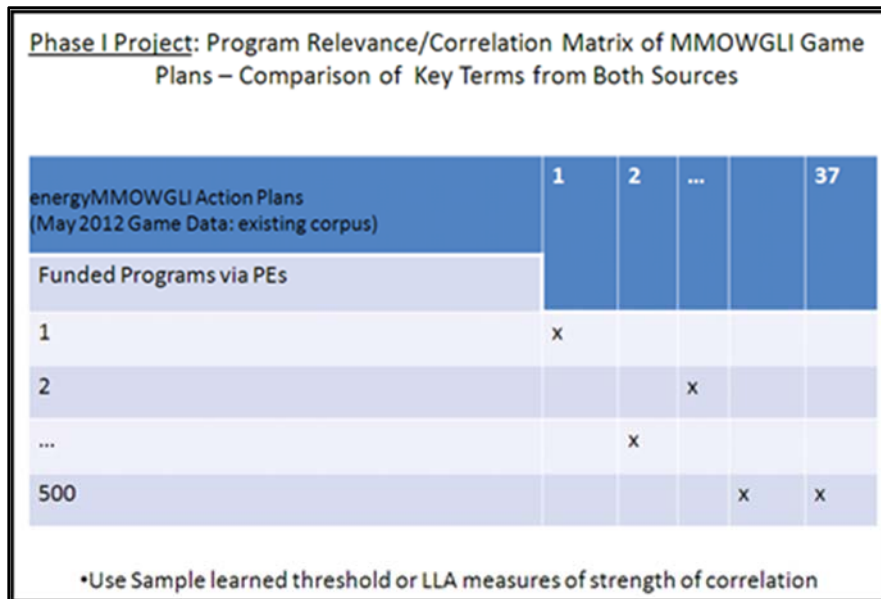 Phase I Project: Program Relevance/Correlation Matrix of MMOWGLI Game
Plans – Comparison of Key Terms from Both Sources
energyMMOWGLI Action Plans
(May 2012 Game Data: existing corpus)
1 2 ... 37
Funded Programs via PEs
1 x
2 x
... x
500 x x
•Use Sample learned threshold or LLA measures of strength of correlation